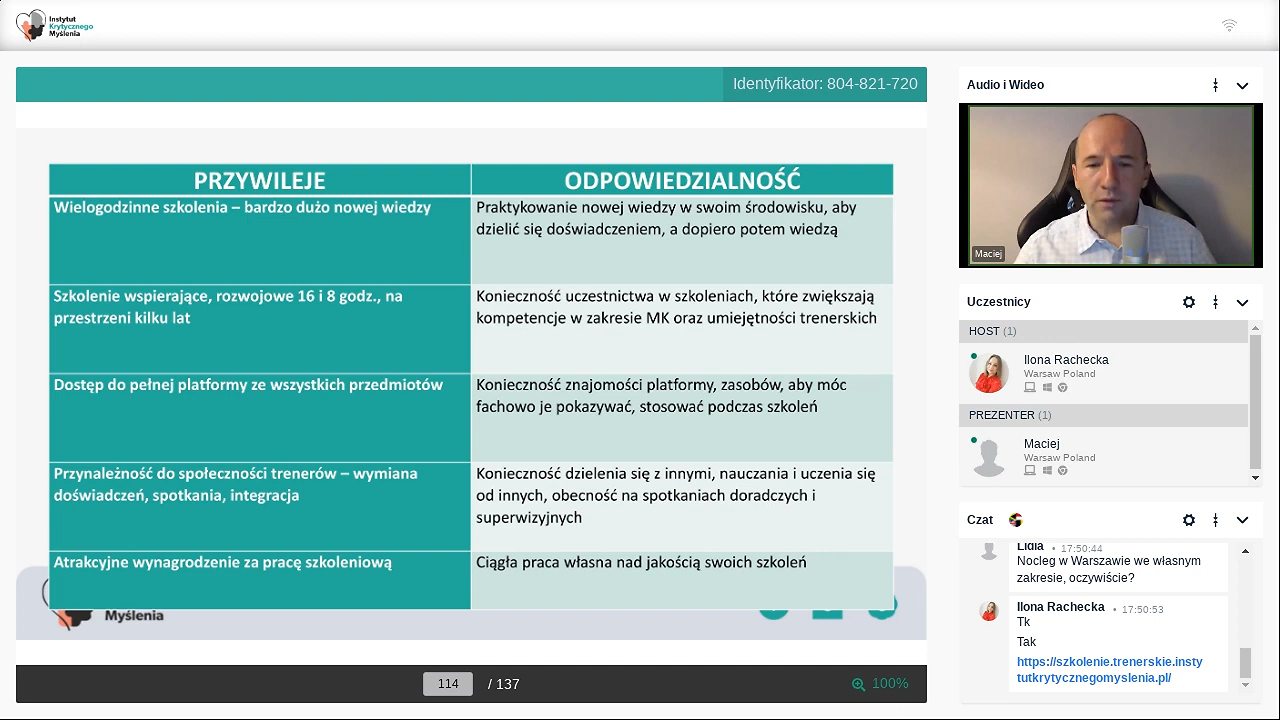 Instytut
Krytycznego
Myślenia
Identyfikator: 804-821-720
PRZYWILEJE
ODPOWIEDZIALNOŚĆ
Wielogodzinne szkolenia – bardzo dużo nowej wiedzy
Praktykowanie nowej wiedzy w swoim środowisku, aby
dzielić się doświadczeniem, a dopiero potem wiedzą
Szkolenie wspierające, rozwojowe 16 i 8 godz., na
przestrzeni kilku lat
Konieczność uczestnictwa w szkoleniach, które zwiększają
kompetencje w zakresie MK oraz umiejętności trenerskich
Dostęp do pełnej platformy ze wszystkich przedmiotów
Konieczność znajomości platformy, zasobów, aby móc
fachowo je pokazywać, stosować podczas szkoleń
Przynależność do społeczności trenerów – wymiana
doświadczeń, spotkania, integracja
Konieczność dzielenia się z innymi, nauczania i uczenia się
od innych, obecność na spotkaniach doradczych i
superwizyjnych
Atrakcyjne wynagrodzenie za pracę szkoleniową
Ciągła praca własna nad jakością swoich szkoleń
Myślenia
114 / 137
100%
Audio i Wideo
Maciej
Uczestnicy
HOST (1)
Ilona Rachecka
Warsaw Poland
PREZENTER (1)
Maciej
Warsaw Poland
Czat
Lidia • 17:50:44
Nocleg w Warszawie we własnym
zakresie, oczywiście?
Ilona Rachecka • 17:50:53
Tk
Tak
https://szkolenie.trenerskie.insty
tutkrytycznegomyslenia.pl/